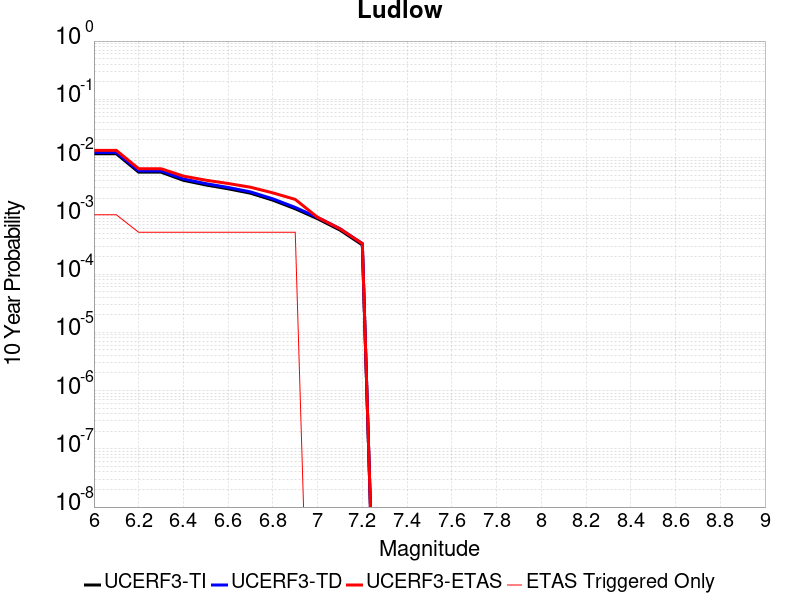 Ludlow
10 Year Probability
10^0
10^-1
10^-2
10^-3
10^-4
10^-5
10^-6
10^-7
10^-8
6 6.2 6.4 6.6 6.8 7 7.2 7.4 7.6 7.8 8 8.2 8.4 8.6 8.8 9
Magnitude
UCERF3-TI UCERF3-TD UCERF3-ETAS ETAS Triggered Only